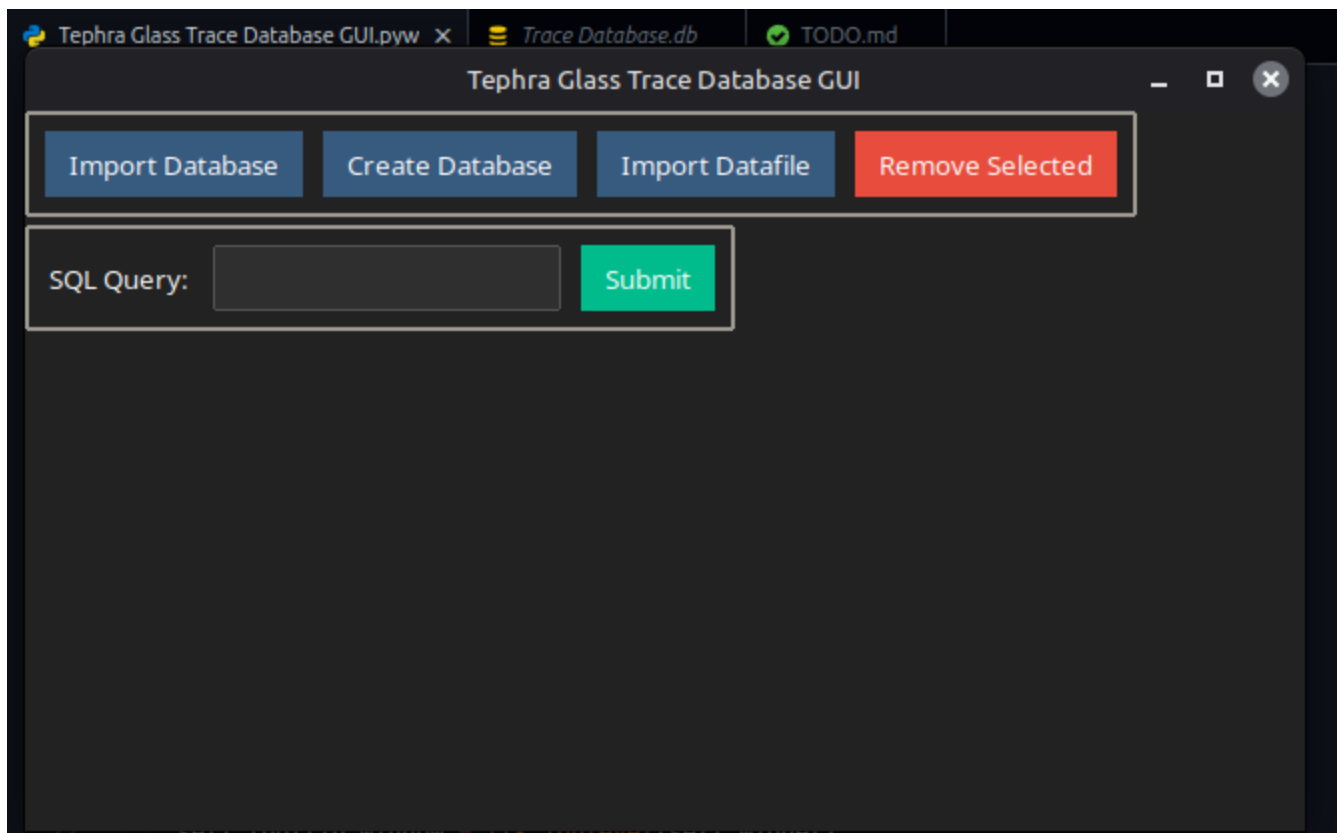 Tephra Glass Trace Database GUI.pyw Trace Database.db TODO.md
Tephra Glass Trace Database GUI
Import Database Create Database Import Datafile Remove Selected
SQL Query: Submit